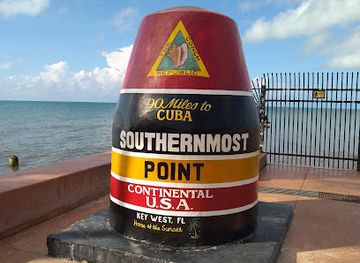 THE
CONCH
REPUBLIC
90 Miles to
CUBA
SOUTHERNMOST
POINT
CONTINENTAL
U.S.A.
KEY WEST, FL
Home of the Sunset